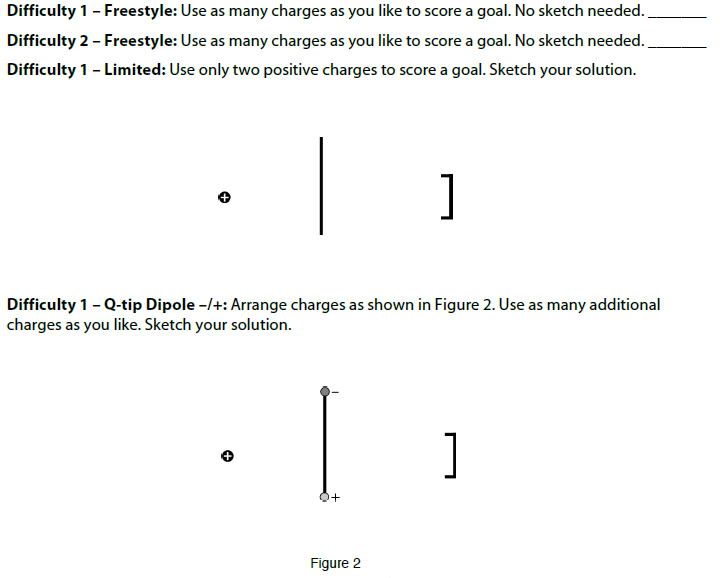 Difficulty 1 – Freestyle: Use as many charges as you like to score a goal. No sketch needed. _______
Difficulty 2 – Freestyle: Use as many charges as you like to score a goal. No sketch needed. _______
Difficulty 1 – Limited: Use only two positive charges to score a goal. Sketch your solution.
+
Difficulty 1 – Q-tip Dipole –/+: Arrange charges as shown in Figure 2. Use as many additional
charges as you like. Sketch your solution.
–
+
+
Figure 2